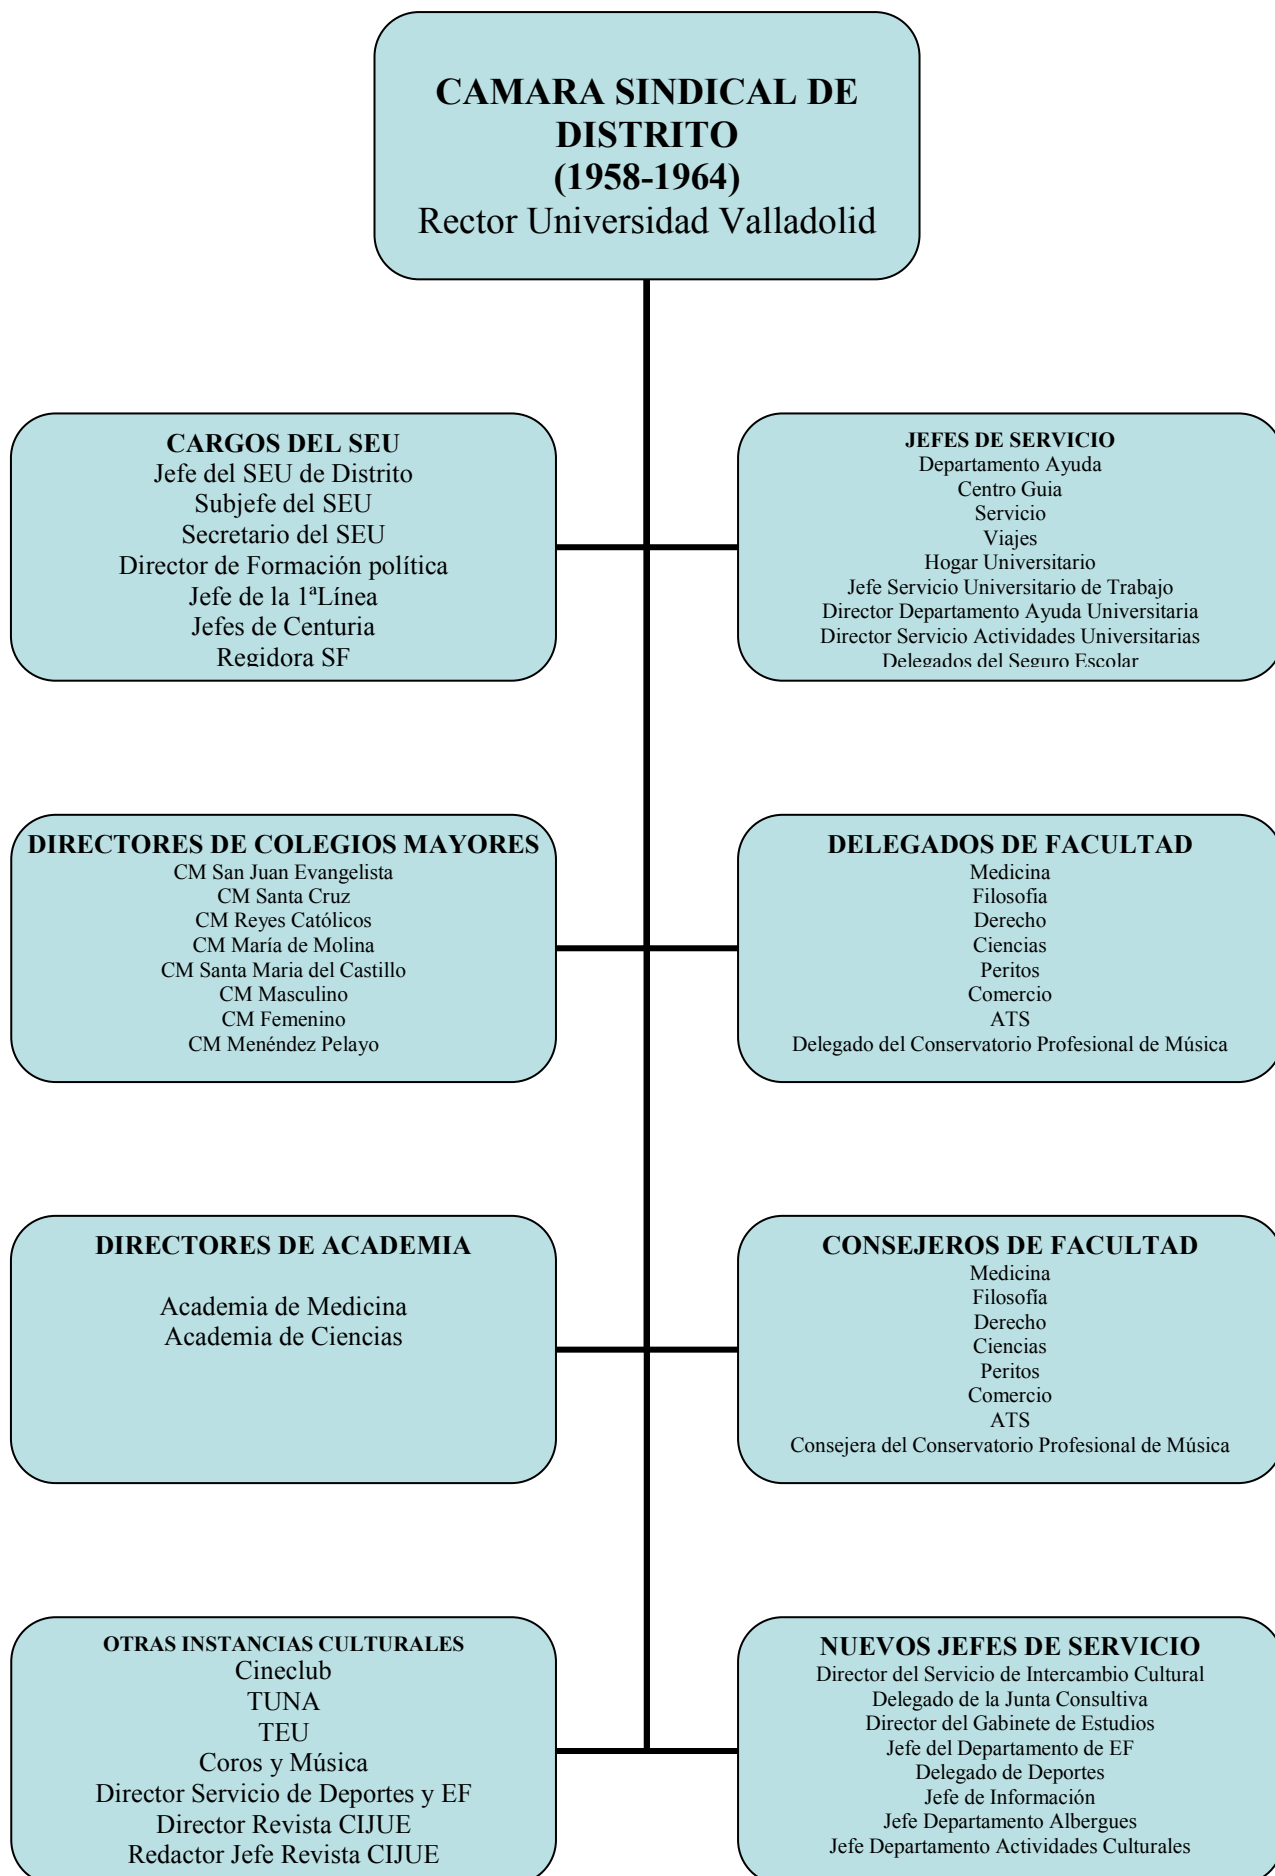 CAMARA SINDICAL DE
DISTRITO
(1958-1964)
Rector Universidad Valladolid
CARGOS DEL SEU
Jefe del SEU de Distrito
Subjefe del SEU
Secretario del SEU
Director de Formación política
Jefe de la 1ªLínea
Jefes de Centuria
Regidora SF
JEFES DE SERVICIO
Departamento Ayuda
Centro Guia
Servicio
Viajes
Hogar Universitario
Jefe Servicio Universitario de Trabajo
Director Departamento Ayuda Universitaria
Director Servicio Actividades Universitarias
Delegados del Seguro Escolar
DIRECTORES DE COLEGIOS MAYORES
CM San Juan Evangelista
CM Santa Cruz
CM Reyes Católicos
CM María de Molina
CM Santa Maria del Castillo
CM Masculino
CM Femenino
CM Menéndez Pelayo
DELEGADOS DE FACULTAD
Medicina
Filosofia
Derecho
Ciencias
Peritos
Comercio
ATS
Delegado del Conservatorio Profesional de Música
DIRECTORES DE ACADEMIA
Academia de Medicina
Academia de Ciencias
CONSEJEROS DE FACULTAD
Medicina
Filosofía
Derecho
Ciencias
Peritos
Comercio
ATS
Consejera del Conservatorio Profesional de Música
OTRAS INSTANCIAS CULTURALES
Cineclub
TUNA
TEU
Coros y Música
Director Servicio de Deportes y EF
Director Revista CIJUE
Redactor Jefe Revista CIJUE
NUEVOS JEFES DE SERVICIO
Director del Servicio de Intercambio Cultural
Delegado de la Junta Consultiva
Director del Gabinete de Estudios
Jefe del Departamento de EF
Delegado de Deportes
Jefe de Información
Jefe Departamento Albergues
Jefe Departamento Actividades Culturales